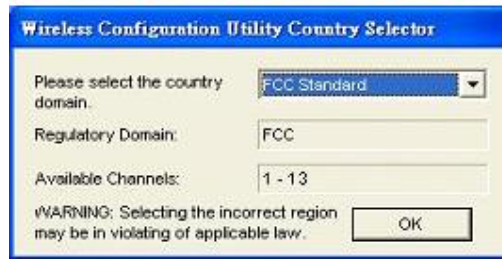 Wireless Configuration Utility Country Selector
Please select the country
domain.
FCC Standard
Regulatory Domain:
FCC
Available Channels:
1 - 13
WARNING: Selecting the incorrect region
may be in violating of applicable law.
OK